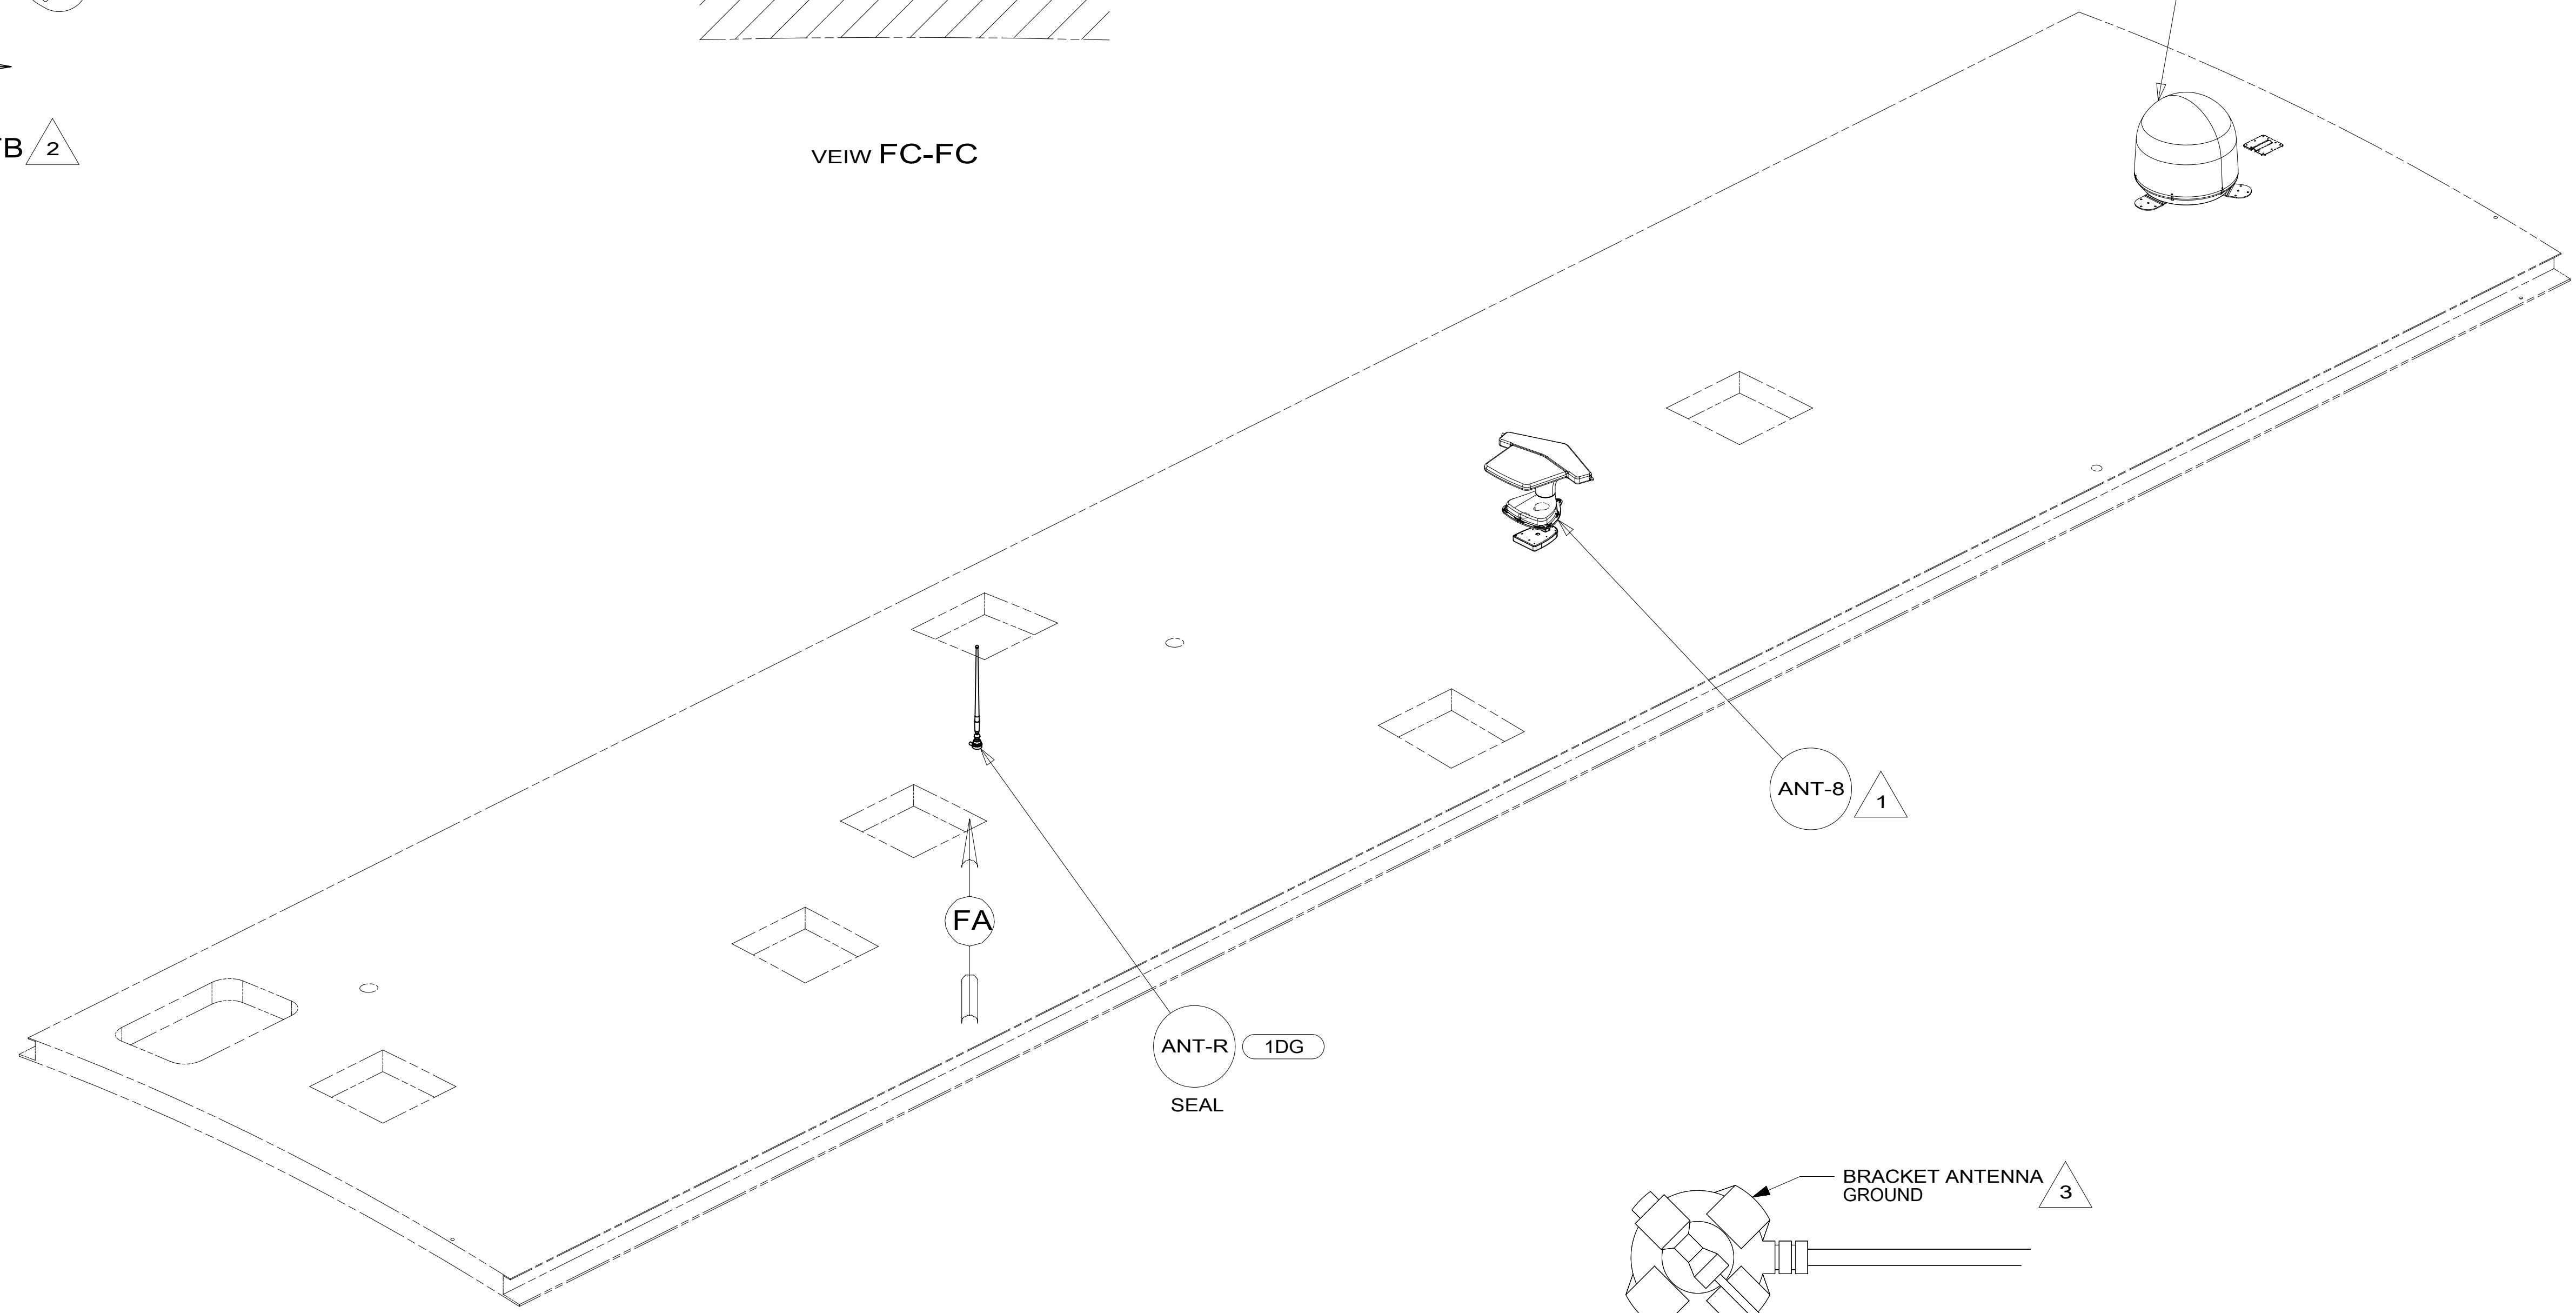 2
VEIW FC-FC
ANT-8
1
FA
ANT-R
1DG
SEAL
BRACKET ANTENNA
GROUND
3